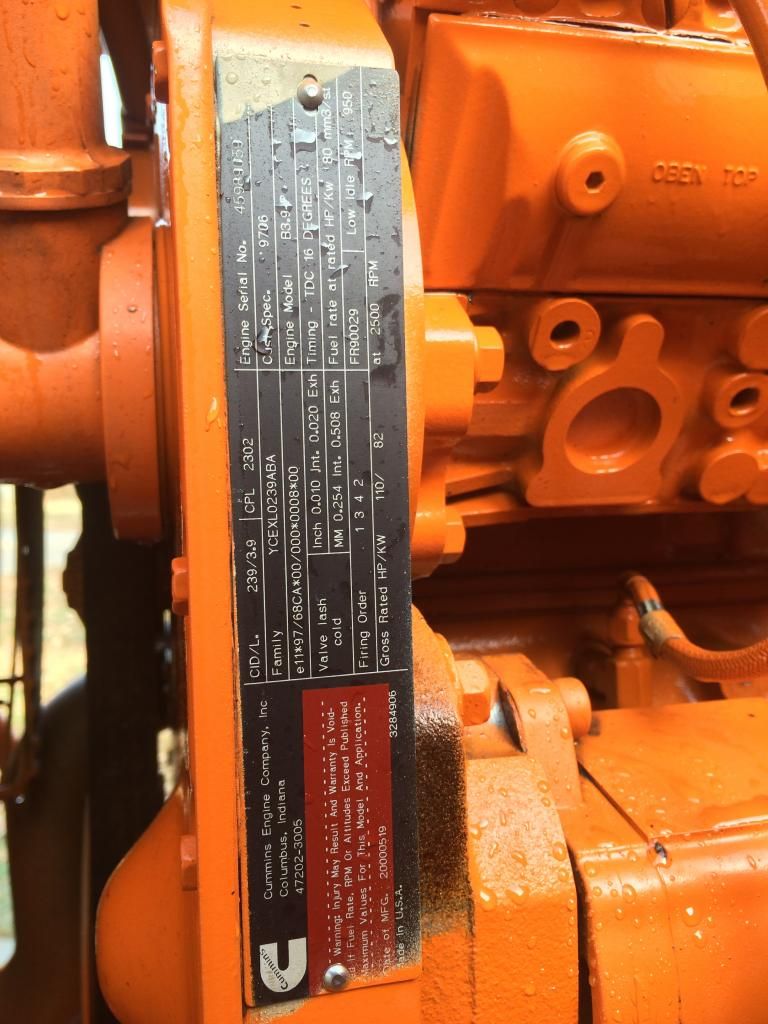 Cummins
Cummins Engine Company, Inc
Columbus, Indiana
47202-3005
Warning: Injury May Result And Warranty Is Void-
ed If Fuel Rate, RPM Or Altitudes Exceed Published
Maximum Values For This Model And Application.
Date of MFG. 20000519
Made In U.S.A.
3284906
CID/L. 239/3.9 CPL 2302 Engine Serial No.
Family YCEXL0239ABA Cust. Spec. 9706
e11*97/68CA*00/000*0008*00 Engine Model B3.9
Valve lash cold Inch 0.010 Int. 0.020 Exh Timing - TDC 16 DEGREES
MM 0.254 Int. 0.508 Exh Fuel rate at rated HP/KW 80 mm3/st
Firing Order 1 3 4 2 FR90029 Low Idle RPM 950
Gross Rated HP/KW 110/ 82 at 2500 RPM
OBEN TOP